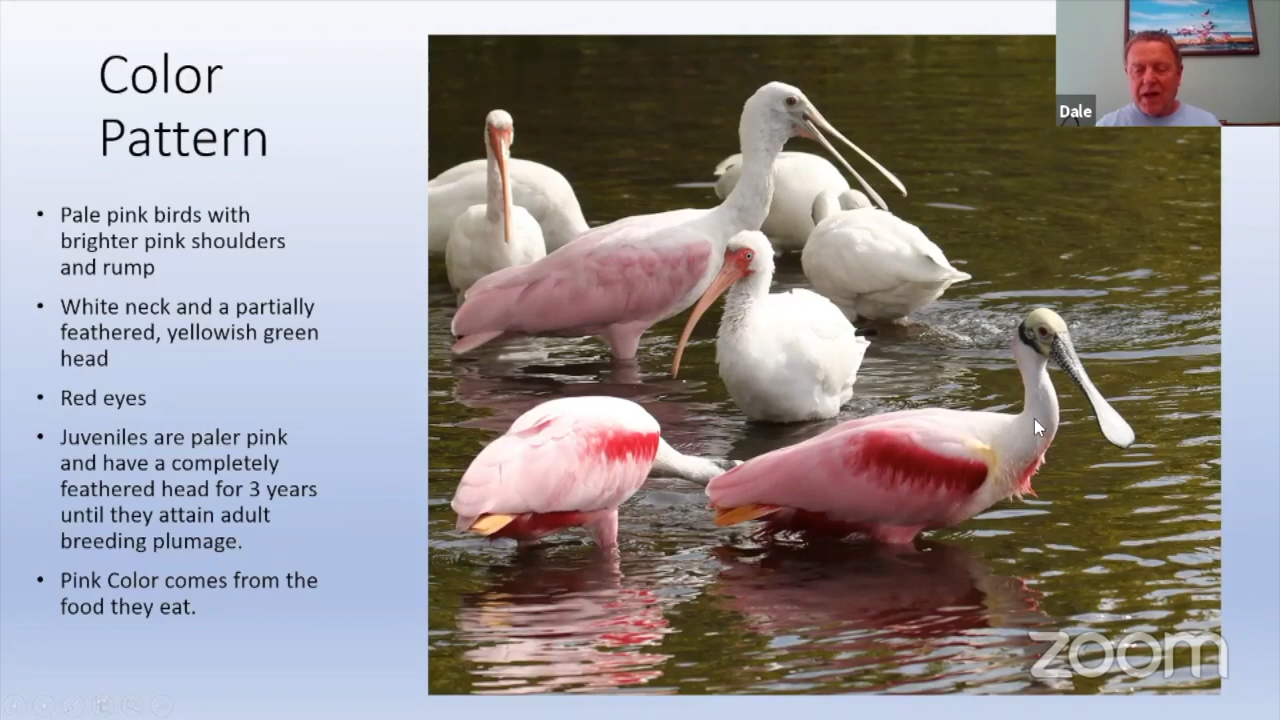 Color
Pattern
• Pale pink birds with
brighter pink shoulders
and rump
• White neck and a partially
feathered, yellowish green
head
• Red eyes
• Juveniles are paler pink
and have a completely
feathered head for 3 years
until they attain adult
breeding plumage.
• Pink Color comes from the
food they eat.
Dale
zoom